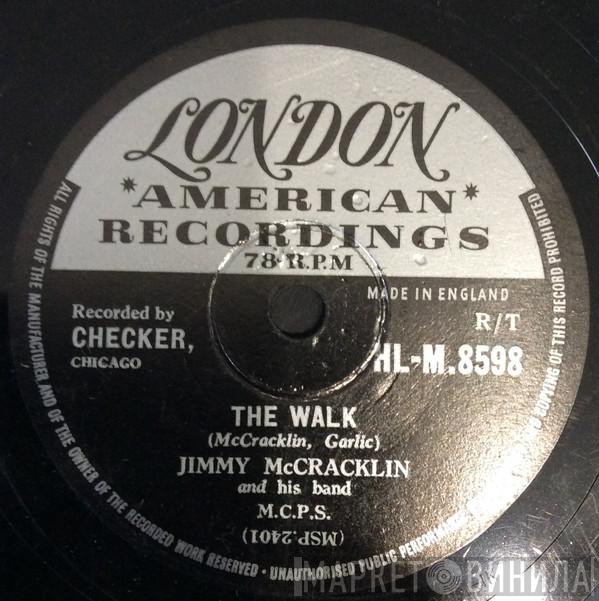 LONDON
*AMERICAN*
RECORDINGS
78 R.P.M
MADE IN ENGLAND
Recorded by
CHECKER,
CHICAGO
R/T
HL-M.8598
THE WALK
(McCracklin, Garlic)
JIMMY McCRACKLIN
and his band
M.C.P.S.
(MSP.2401)
ALL RIGHTS OF THE MANUFACTURER AND OF THE OWNER OF THE RECORDED WORK RESERVED · UNAUTHORISED PUBLIC PERFORMANCE COPYING OF THIS RECORD PROHIBITED
МАРКЕТ ВИНИЛА